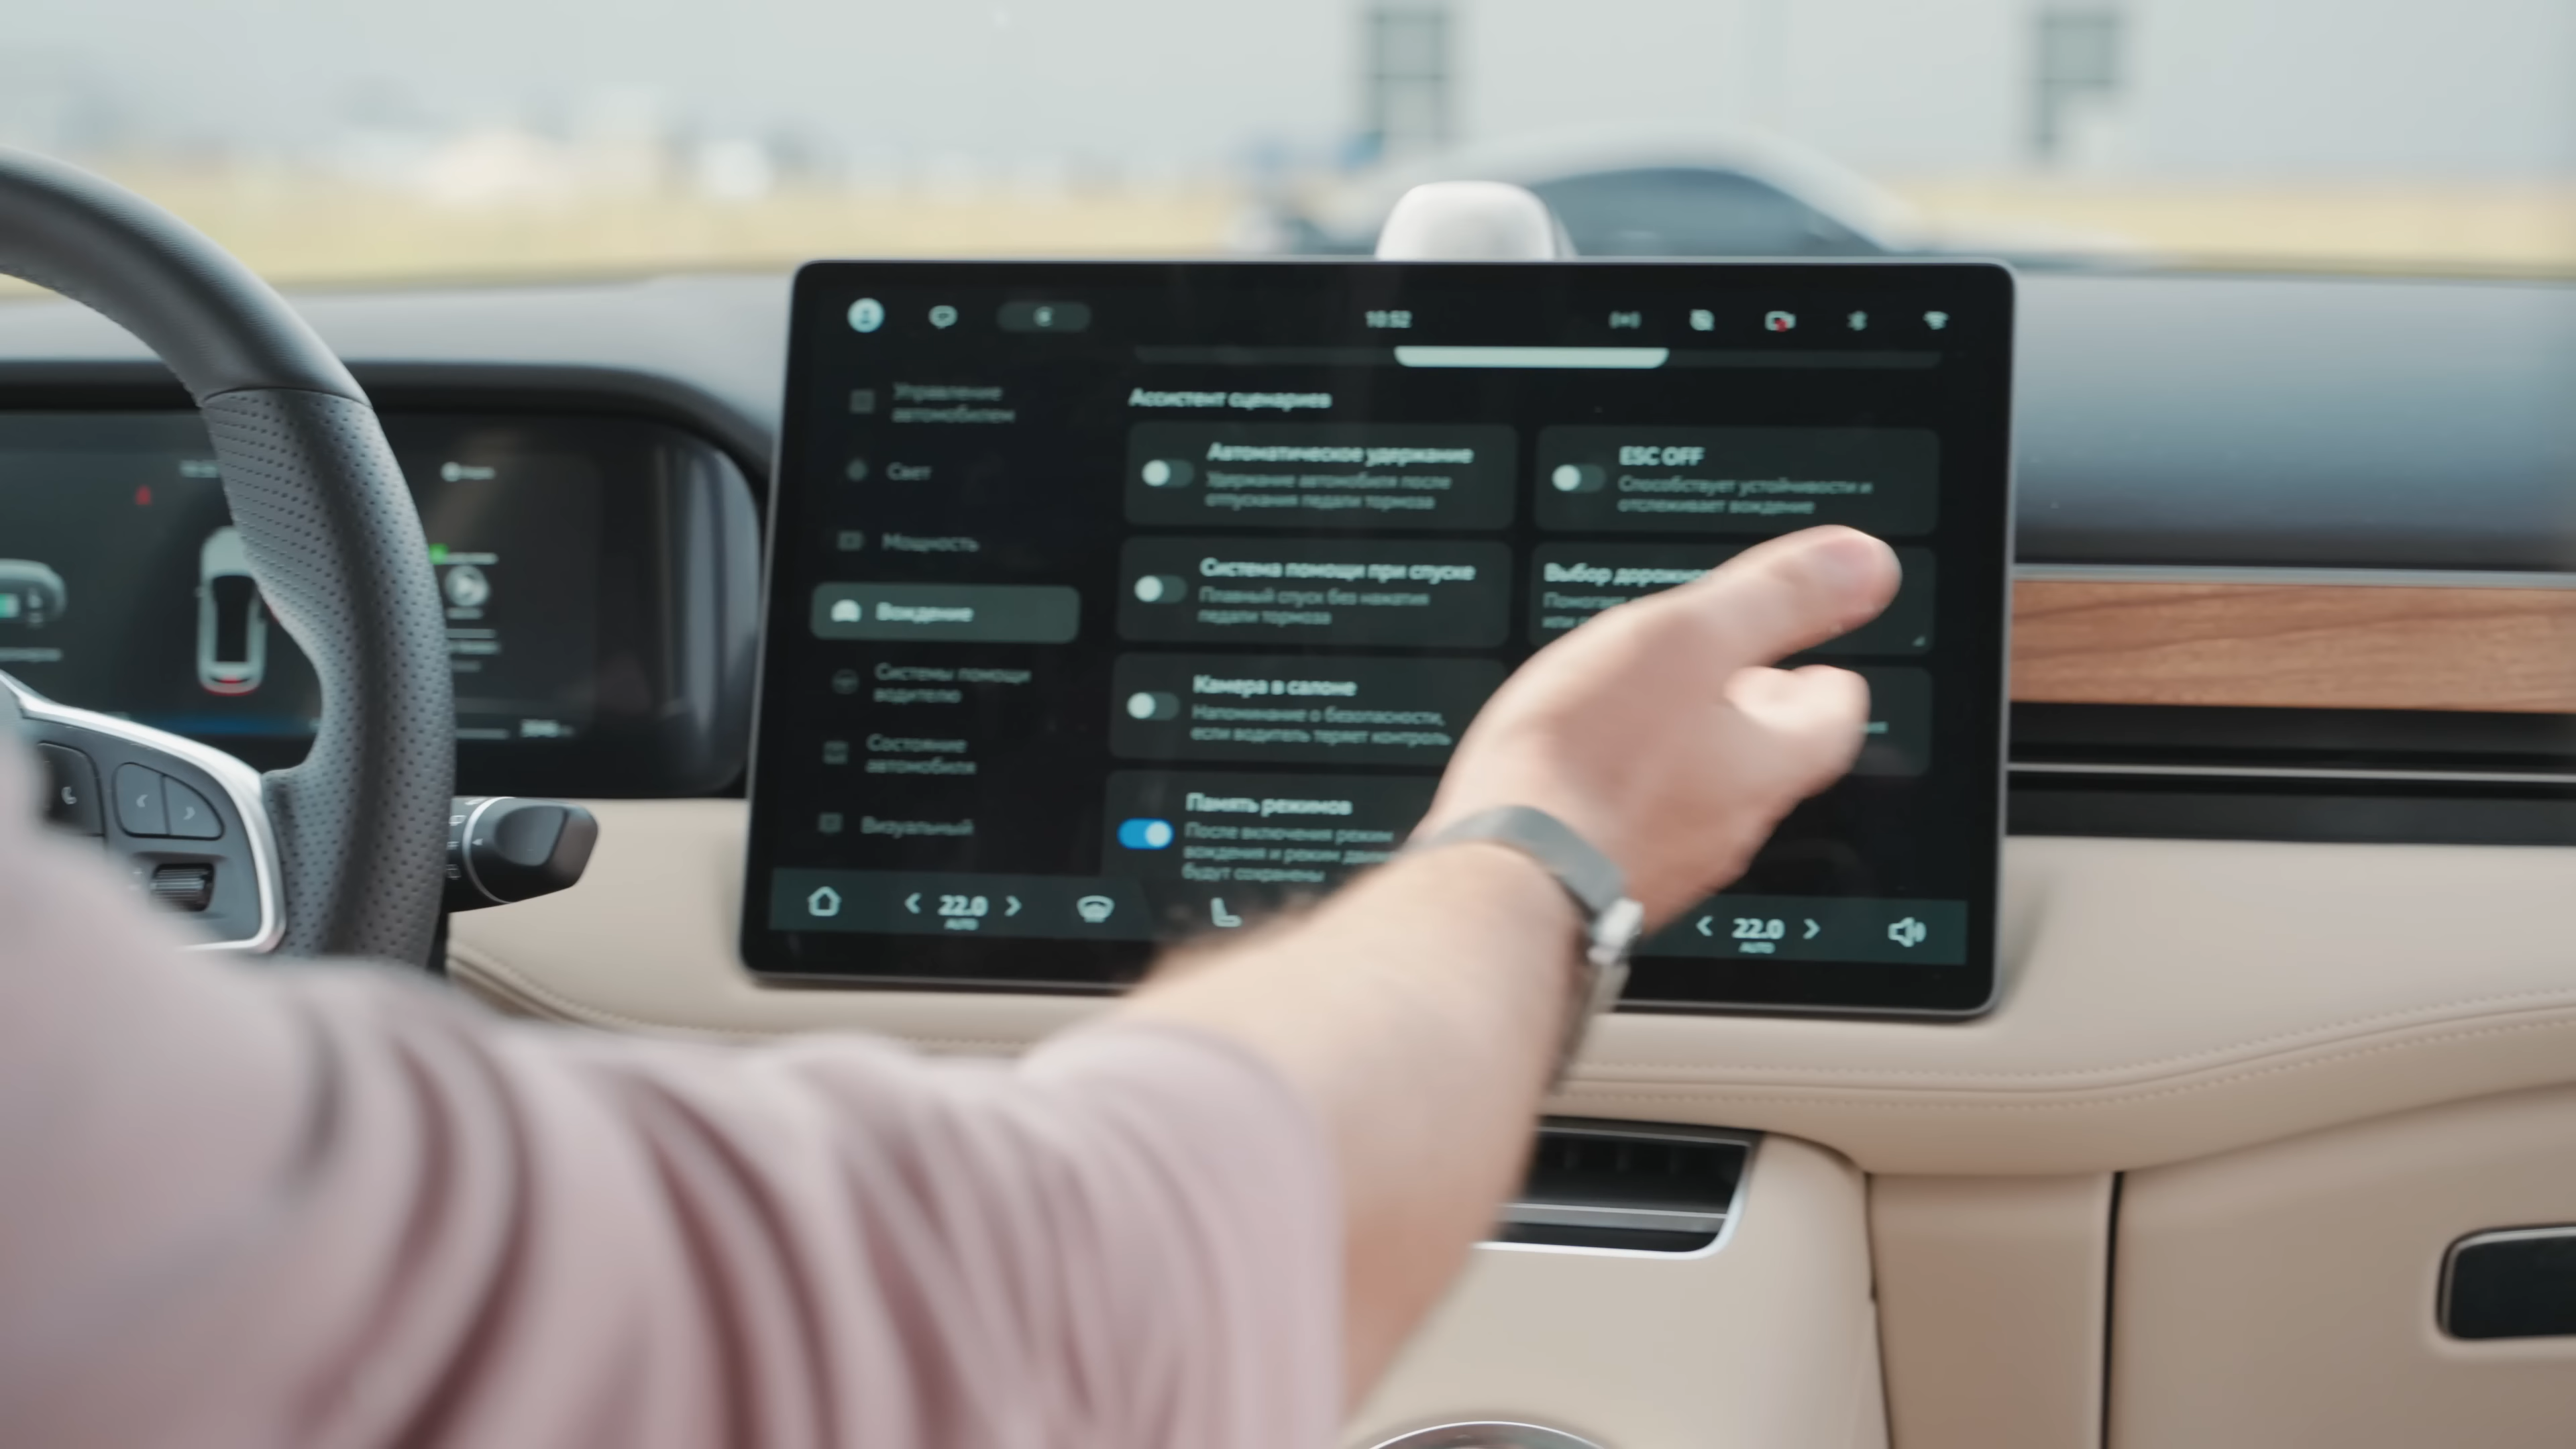 10:52
Управление
автомобилем
Свет
Мощность
Вождение
Системы помощи
водителю
Состояние
автомобиля
Визуальный
Ассистент сценариев
Автоматическое удержание
Удержание автомобиля после
отпускания педали тормоза
ESC OFF
Способствует устойчивости и
отслеживает вождение
Система помощи при спуске
Плавный спуск без нажатия
педали тормоза
Выбор
Камера в салоне
Напоминание о безопасности,
если водитель теряет контроль
Память режимов
После включения режим
вождения и режим
будут сохранены
22.0
AUTO
22.0
AUTO